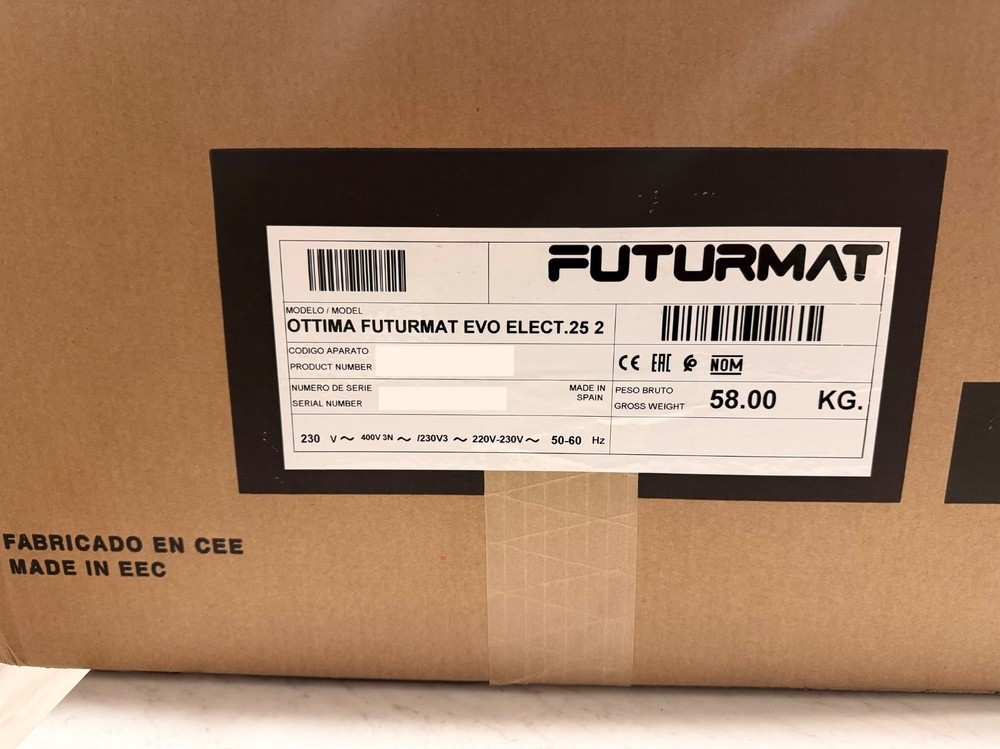 FUTURMAT
MODELO / MODEL
OTTIMA FUTURMAT EVO ELECT.25 2
CODIGO APARATO
PRODUCT NUMBER
CE EAC NOM
NUMERO DE SERIE
SERIAL NUMBER
MADE IN
SPAIN
PESO BRUTO
GROSS WEIGHT
58.00 KG.
230 V~ 400V 3N ~ /230V3 ~ 220V-230V~ 50-60 Hz
FABRICADO EN CEE
MADE IN EEC